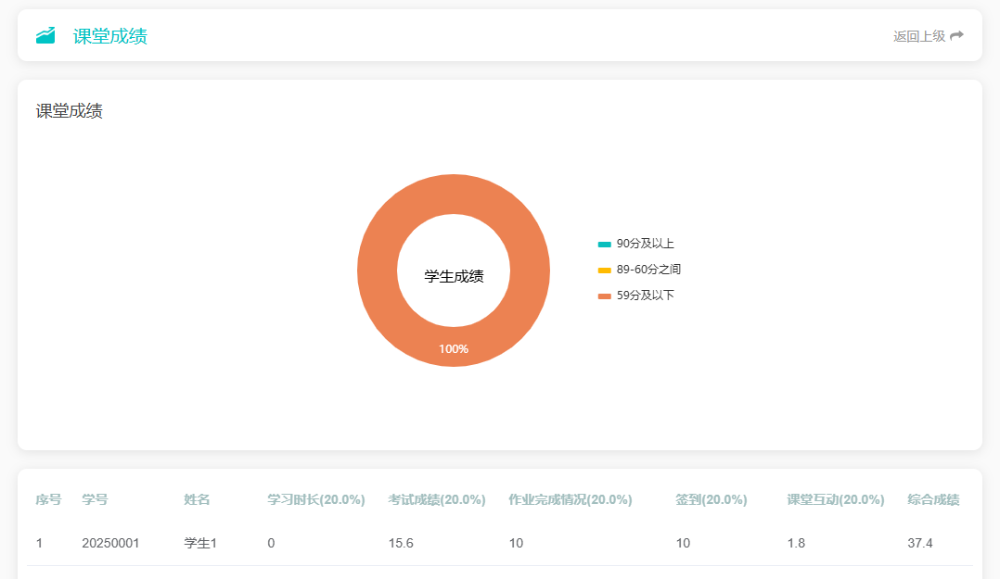 课堂成绩
返回上级
课堂成绩
90分及以上
89-60分之间
59分及以下
学生成绩
100%
序号 学号 姓名 学习时长(20.0%) 考试成绩(20.0%) 作业完成情况(20.0%) 签到(20.0%) 课堂互动(20.0%) 综合成绩
1 20250001 学生1 0 15.6 10 10 1.8 37.4